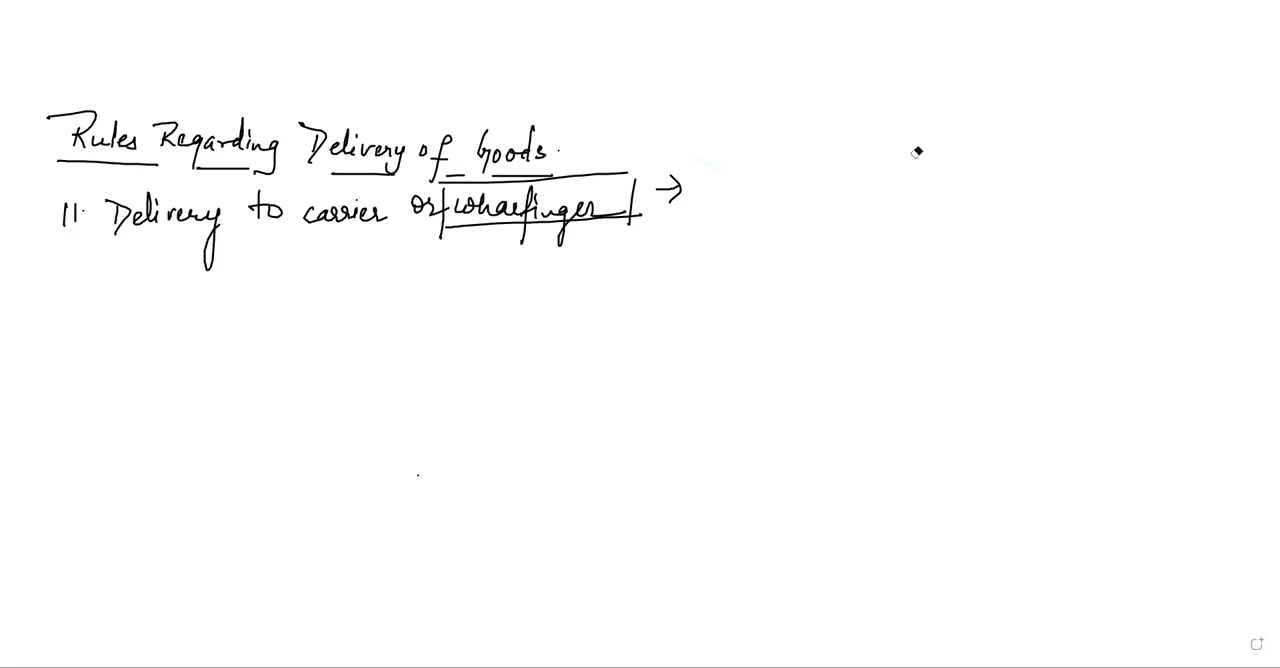 Rules Regarding Delivery of Goods.
11. Delivery to carrier or wharfinger →